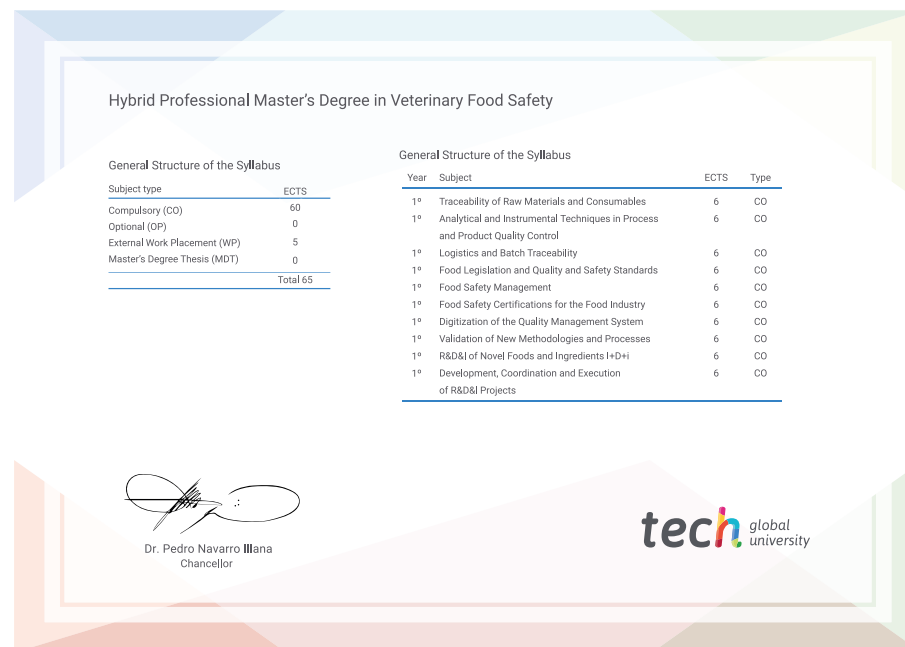 Hybrid Professional Master's Degree in Veterinary Food Safety
General Structure of the Syllabus
Subject type ECTS
Compulsory (CO) 60
Optional (OP) 0
External Work Placement (WP) 5
Master's Degree Thesis (MDT) 0
Total 65
General Structure of the Syllabus
Year Subject ECTS Type
1º Traceability of Raw Materials and Consumables 6 CO
1º Analytical and Instrumental Techniques in Process 6 CO
and Product Quality Control
1º Logistics and Batch Traceability 6 CO
1º Food Legislation and Quality and Safety Standards 6 CO
1º Food Safety Management 6 CO
1º Food Safety Certifications for the Food Industry 6 CO
1º Digitization of the Quality Management System 6 CO
1º Validation of New Methodologies and Processes 6 CO
1º R&D&I of Novel Foods and Ingredients I+D+i 6 CO
1º Development, Coordination and Execution 6 CO
of R&D&I Projects
Dr. Pedro Navarro Illana
Chancellor
tech global
university